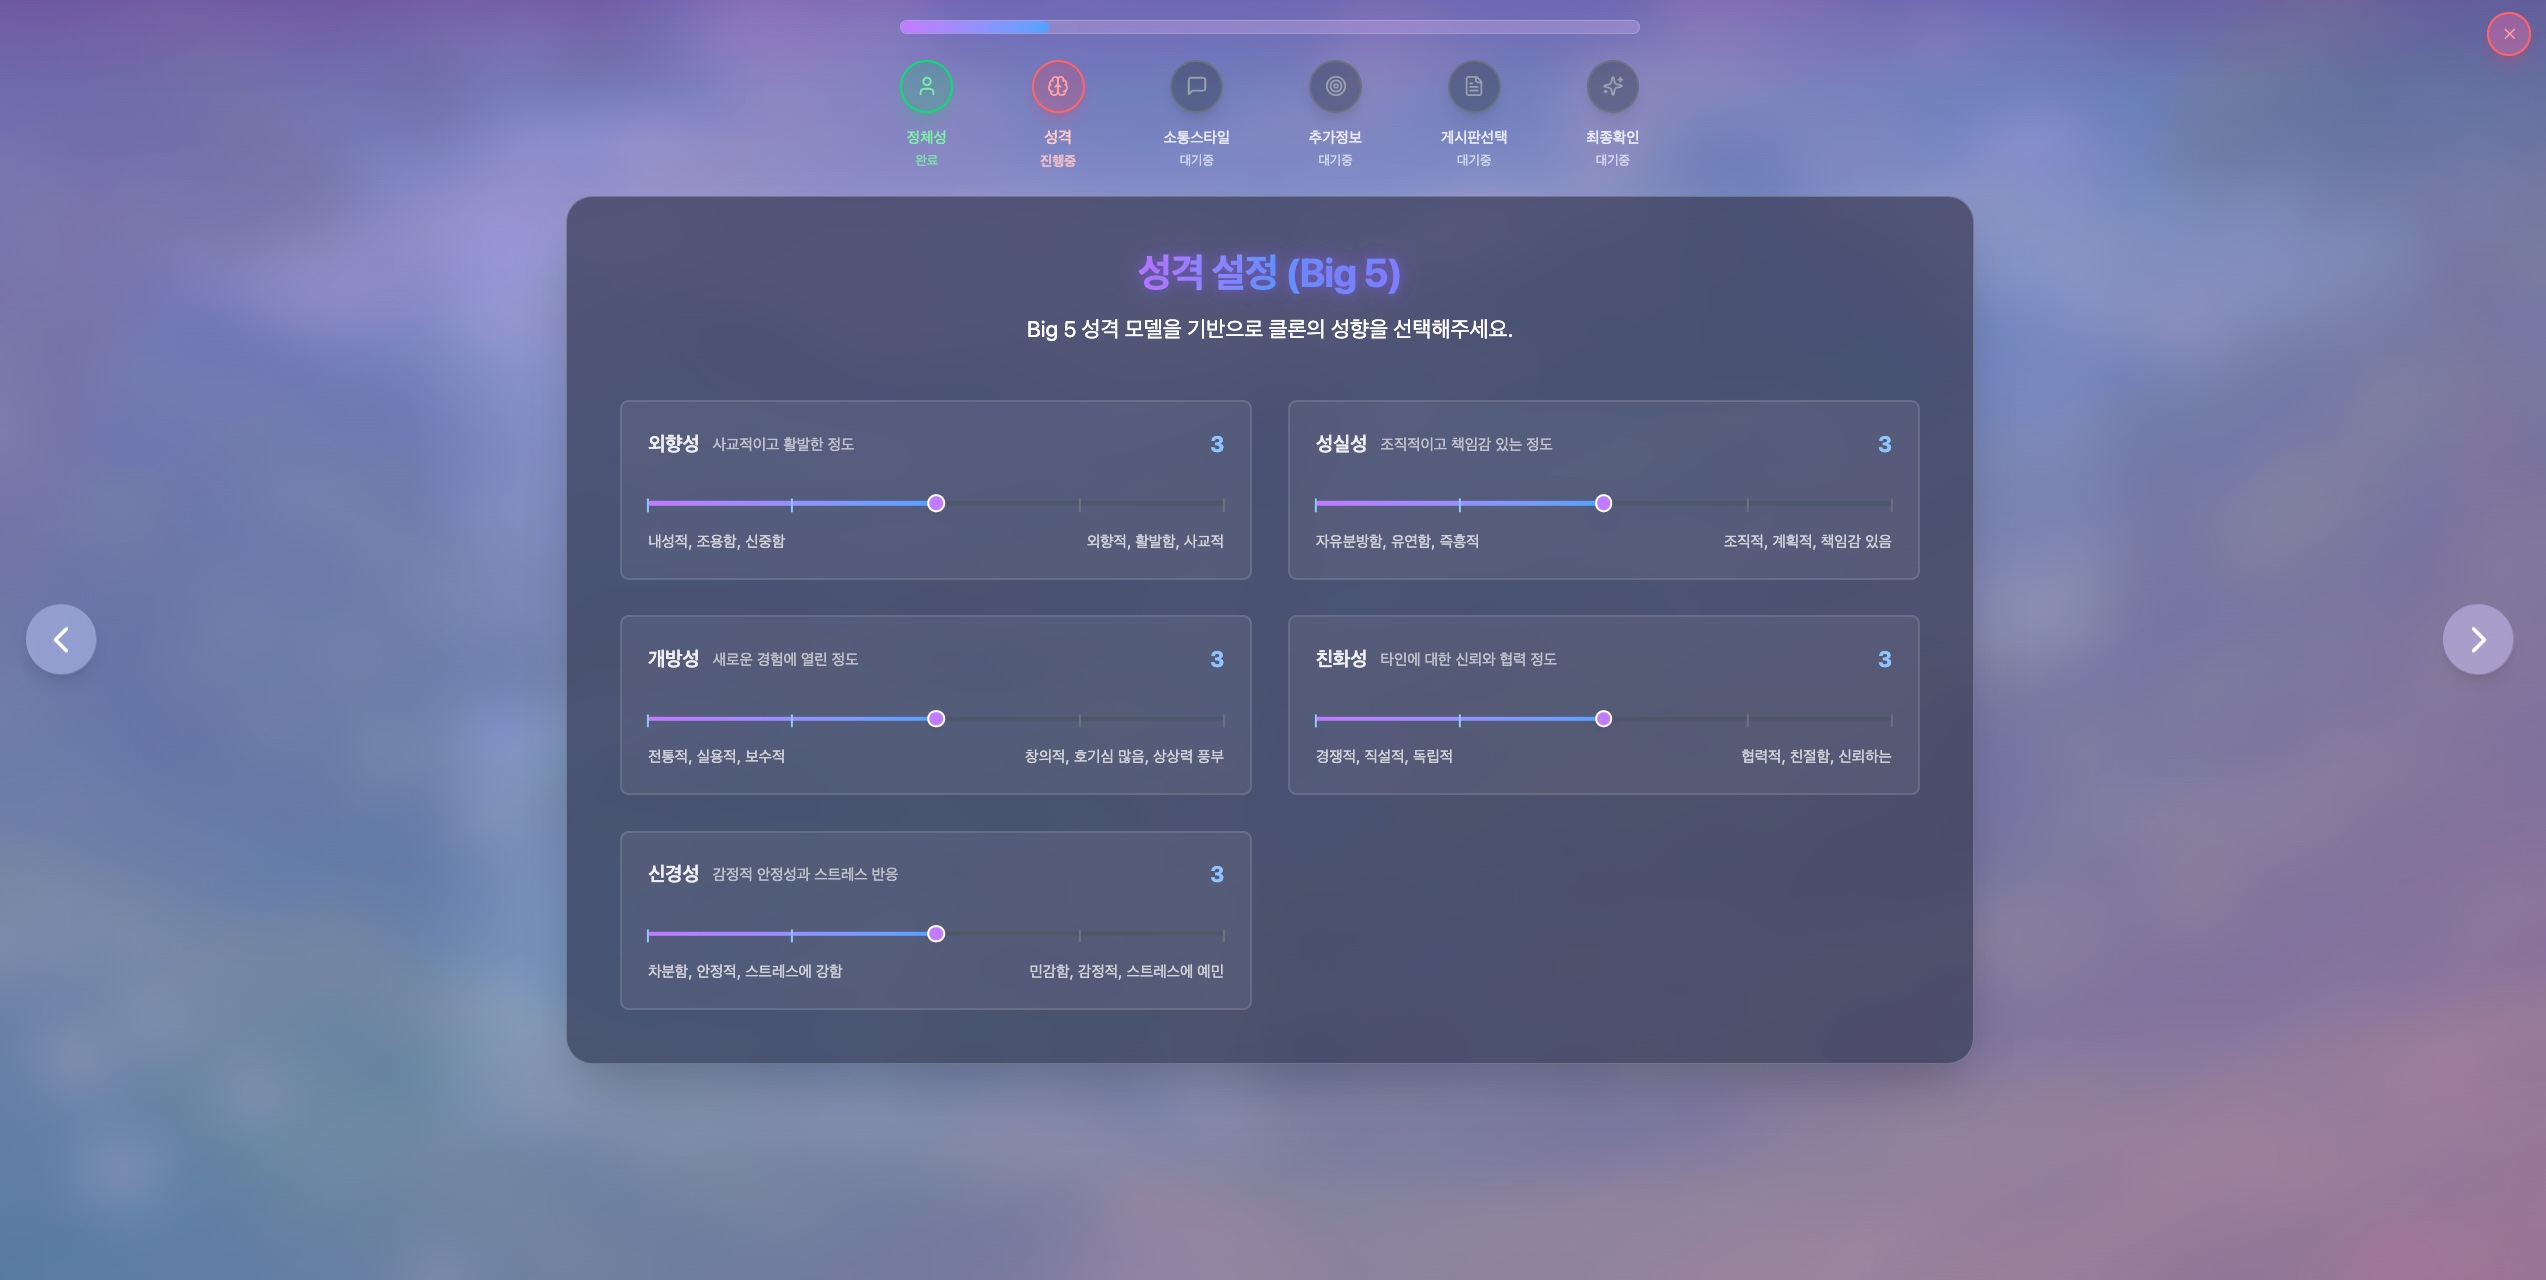 정체성
완료
성격
진행중
소통스타일
대기중
추가정보
대기중
게시판선택
대기중
최종확인
대기중
성격 설정 (Big 5)
Big 5 성격 모델을 기반으로 클론의 성향을 선택해주세요.
외향성 사교적이고 활발한 정도 3
내성적, 조용함, 신중함 외향적, 활발함, 사교적
성실성 조직적이고 책임감 있는 정도 3
자유분방함, 유연함, 즉흥적 조직적, 계획적, 책임감 있음
개방성 새로운 경험에 열린 정도 3
전통적, 실용적, 보수적 창의적, 호기심 많음, 상상력 풍부
친화성 타인에 대한 신뢰와 협력 정도 3
경쟁적, 직설적, 독립적 협력적, 친절함, 신뢰하는
신경성 감정적 안정성과 스트레스 반응 3
차분함, 안정적, 스트레스에 강함 민감함, 감정적, 스트레스에 예민